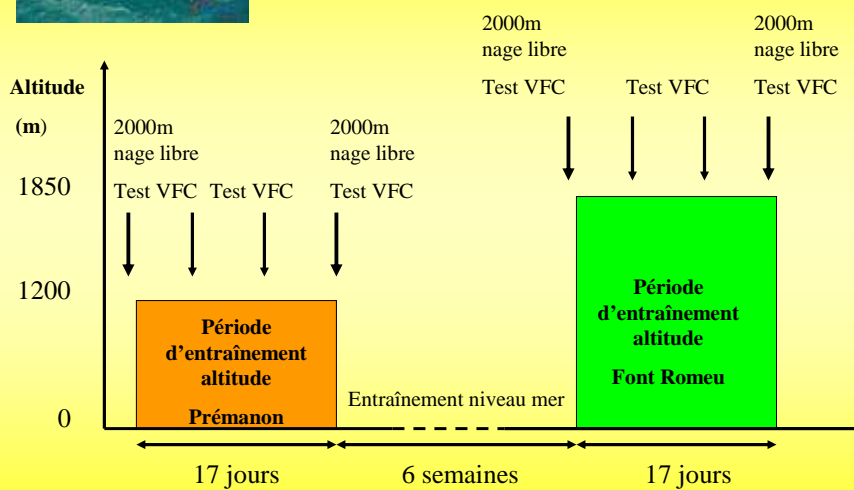 2000m
nage libre
Test VFC
Test VFC
2000m
nage libre
Test VFC
Altitude
(m)
2000m
nage libre
Test VFC
Test VFC
2000m
nage libre
Test VFC
1850
1200
0
Période
d’entraînement
altitude
Prémanon
Entraînement niveau mer
Période
d’entraînement
altitude
Font Romeu
17 jours
6 semaines
17 jours